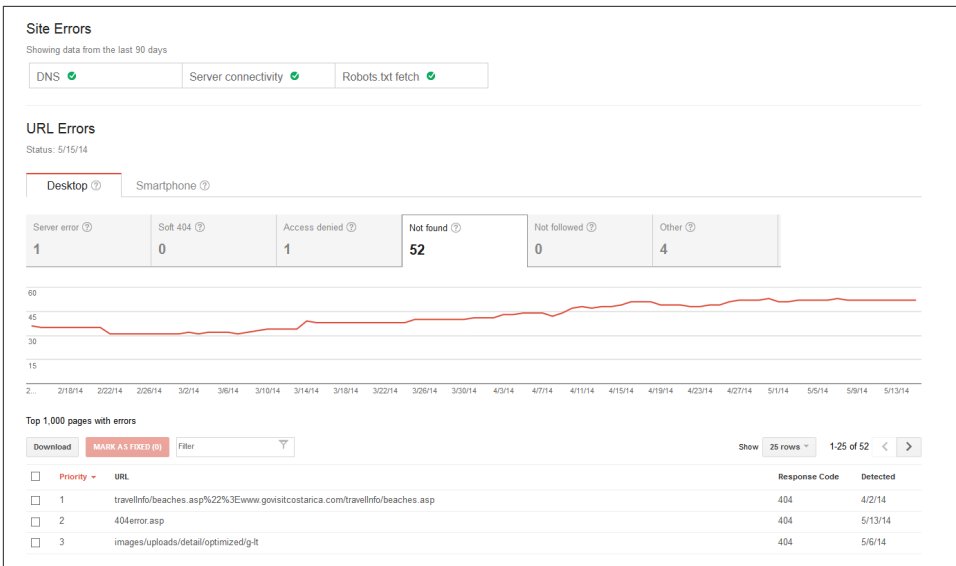 Site Errors
Showing data from the last 90 days
DNS Server connectivity Robots.txt fetch
URL Errors
Status: 5/15/14
Desktop ? Smartphone ?
Server error ? Soft 404 ? Access denied ? Not found ? Not followed ? Other ?
1 0 1 52 0 4
60
45
30
15
2... 2/18/14 2/22/14 2/26/14 3/2/14 3/6/14 3/10/14 3/14/14 3/18/14 3/22/14 3/26/14 3/30/14 4/3/14 4/7/14 4/11/14 4/15/14 4/19/14 4/23/14 4/27/14 5/1/14 5/5/14 5/9/14 5/13/14
Top 1,000 pages with errors
Download MARK AS FIXED (0) Filter Show 25 rows 1-25 of 52
Priority URL Response Code Detected
1 travelInfo/beaches.asp%22%3Ewww.govisitcostarica.com/travelInfo/beaches.asp 404 4/2/14
2 404error.asp 404 5/13/14
3 images/uploads/detail/optimized/g-lt 404 5/6/14